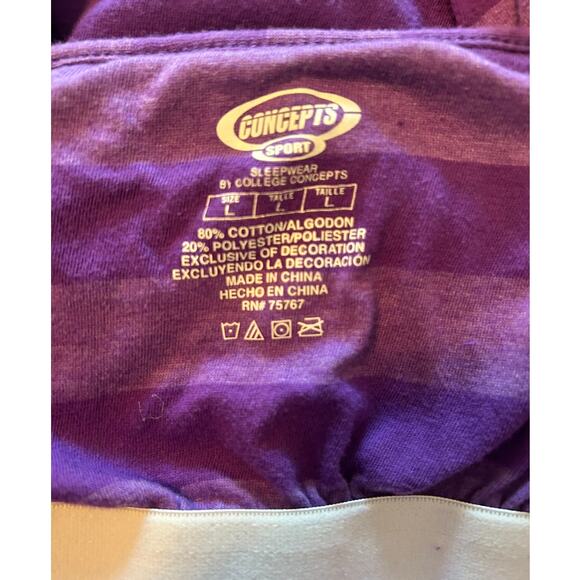 CONCEPTS
SPORT
SLEEPWEAR
BY COLLEGE CONCEPTS
SIZE TALLE TAILLE
L L L
80% COTTON/ALGODON
20% POLYESTER/POLIESTER
EXCLUSIVE OF DECORATION
EXCLUYENDO LA DECORACION
MADE IN CHINA
HECHO EN CHINA
RN# 75767